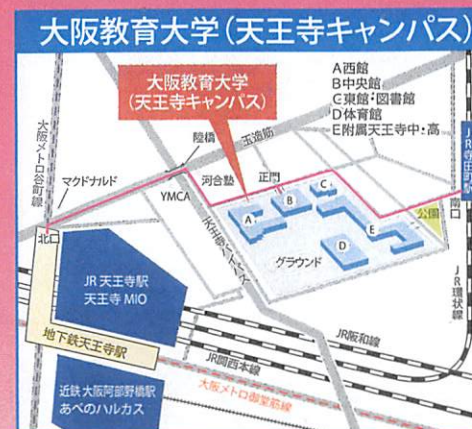 大阪教育大学(天王寺キャンパス)
A西館
B中央館
C東館・図書館
D体育館
E附属天王寺中・高
大阪教育大学
(天王寺キャンパス)
大阪メトロ谷町線
陸橋
玉造筋
マクドナルド
河合塾
正門
YMCA
天王寺バイパス
A
B
C
D
E
グラウンド
JR寺田町駅
南口
公園
JR環状線
北口
JR 天王寺駅
天王寺 MIO
地下鉄天王寺駅
JR阪和線
JR関西本線
大阪メトロ御堂筋線
近鉄 大阪阿部野橋駅
あべのハルカス